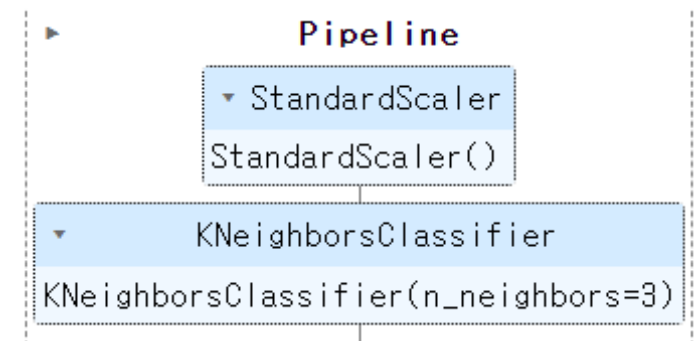 Pipeline
StandardScaler
StandardScaler()
KNeighborsClassifier
KNeighborsClassifier(n_neighbors=3)